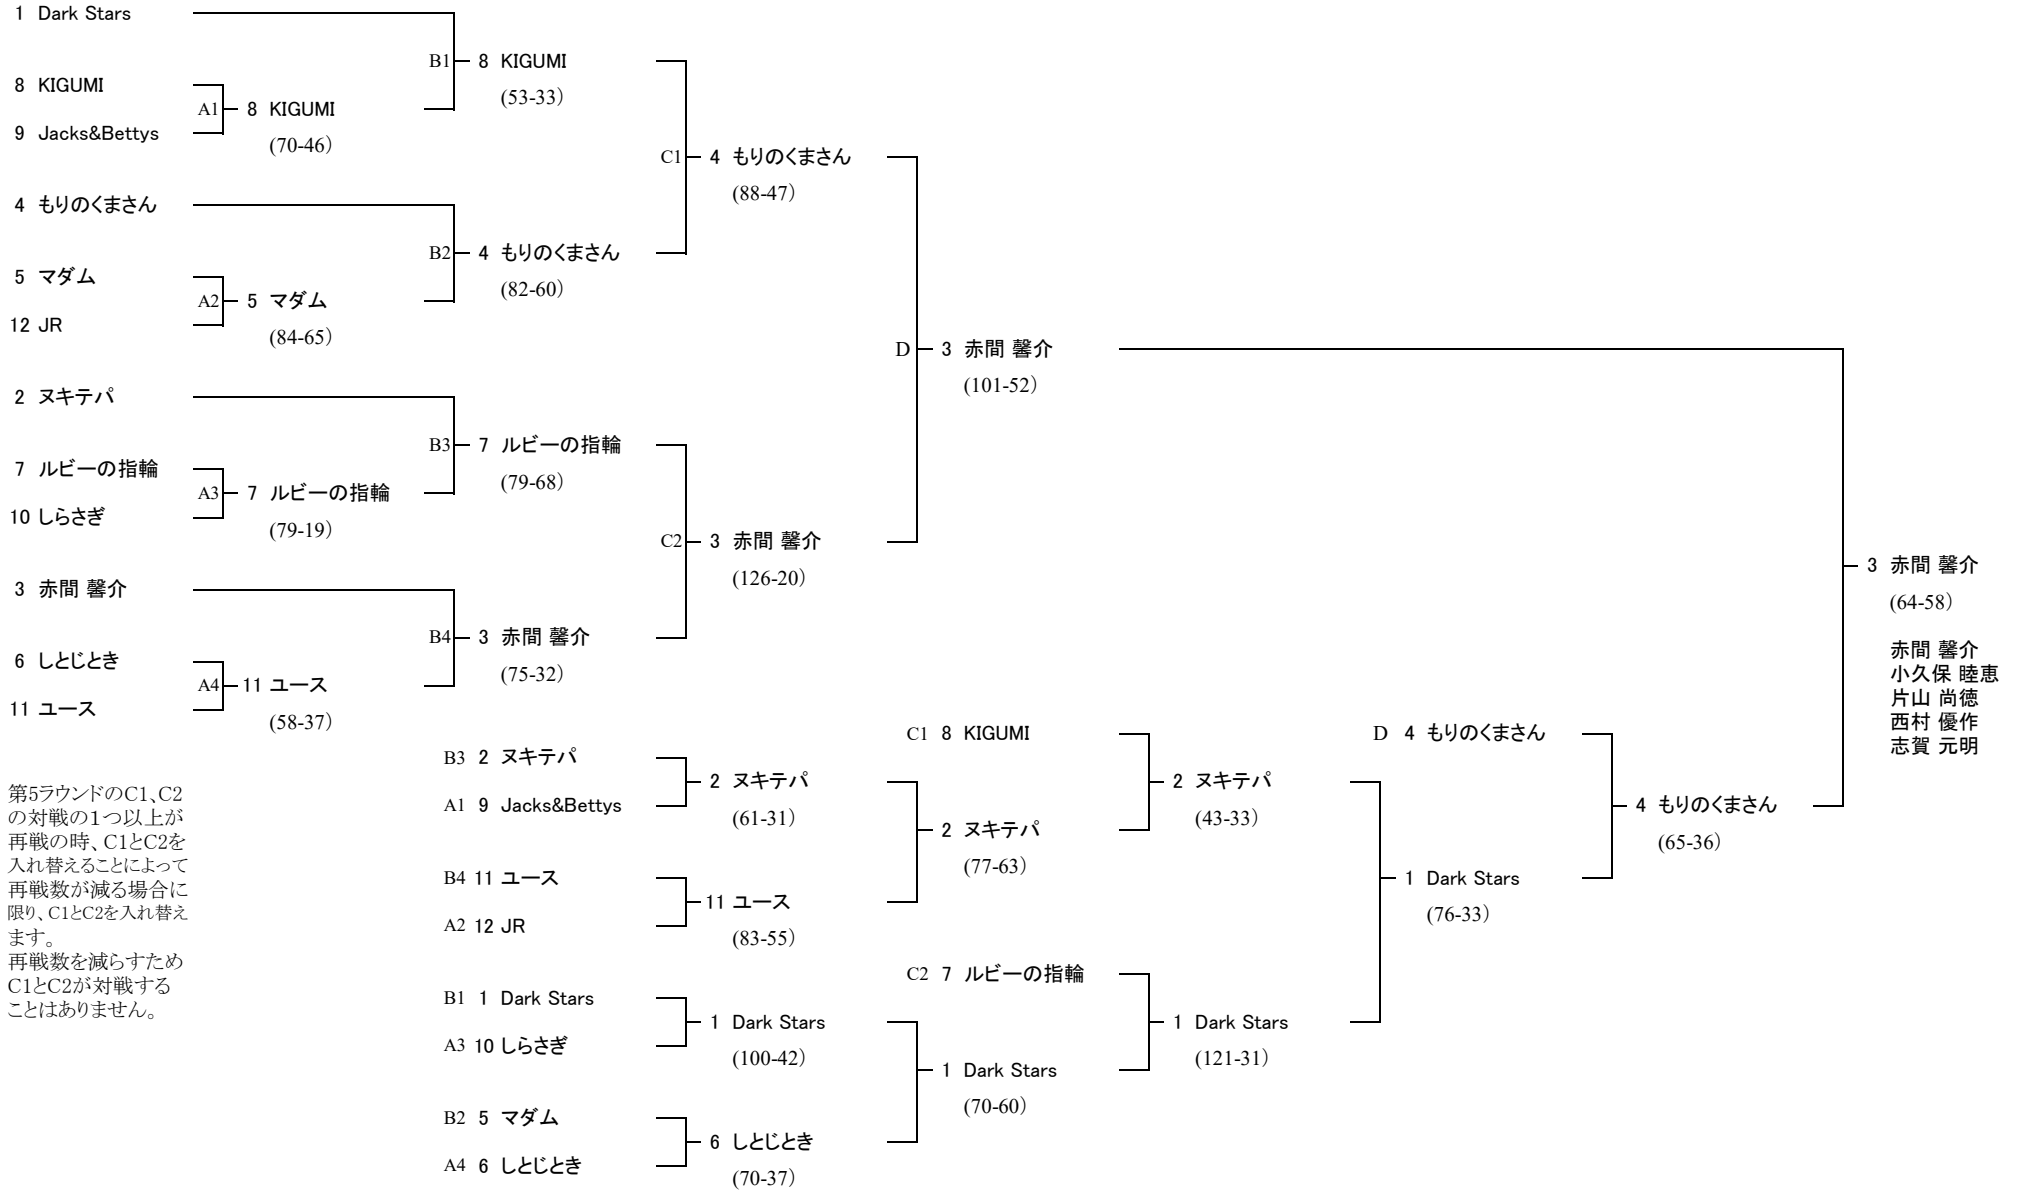 1 Dark Stars
8 KIGUMI
9 Jacks&Bettys
4 もりのくまさん
5 マダム
12 JR
2 ヌキテパ
7 ルビーの指輪
10 しらさぎ
3 赤間 馨介
6 しとじとき
11 ユース
A1 8 KIGUMI
(70-46)
A2 5 マダム
(84-65)
A3 7 ルビーの指輪
(79-19)
A4 11 ユース
(58-37)
B1 8 KIGUMI
(53-33)
B2 4 もりのくまさん
(82-60)
B3 7 ルビーの指輪
(79-68)
B4 3 赤間 馨介
(75-32)
C1 4 もりのくまさん
(88-47)
C2 3 赤間 馨介
(126-20)
D 3 赤間 馨介
(101-52)
3 赤間 馨介
(64-58)
赤間 馨介
小久保 睦恵
片山 尚徳
西村 優作
志賀 元明
第5ラウンドのC1、C2
の対戦の1つ以上が
再戦の時、C1とC2を
入れ替えることによって
再戦数が減る場合に
限り、C1とC2を入れ替え
ます。
再戦数を減らすため
C1とC2が対戦する
ことはありません。
B3 2 ヌキテパ
A1 9 Jacks&Bettys
B4 11 ユース
A2 12 JR
B1 1 Dark Stars
A3 10 しらさぎ
B2 5 マダム
A4 6 しとじとき
2 ヌキテパ
(61-31)
11 ユース
(83-55)
1 Dark Stars
(100-42)
6 しとじとき
(70-37)
C1 8 KIGUMI
2 ヌキテパ
(77-63)
C2 7 ルビーの指輪
1 Dark Stars
(70-60)
2 ヌキテパ
(43-33)
1 Dark Stars
(121-31)
D 4 もりのくまさん
1 Dark Stars
(76-33)
4 もりのくまさん
(65-36)